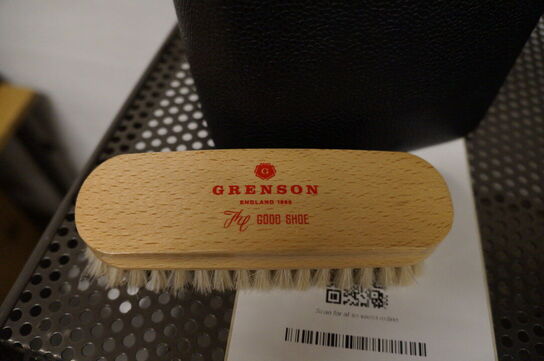 G
GRENSON
ENGLAND 1866
The GOOD SHOE